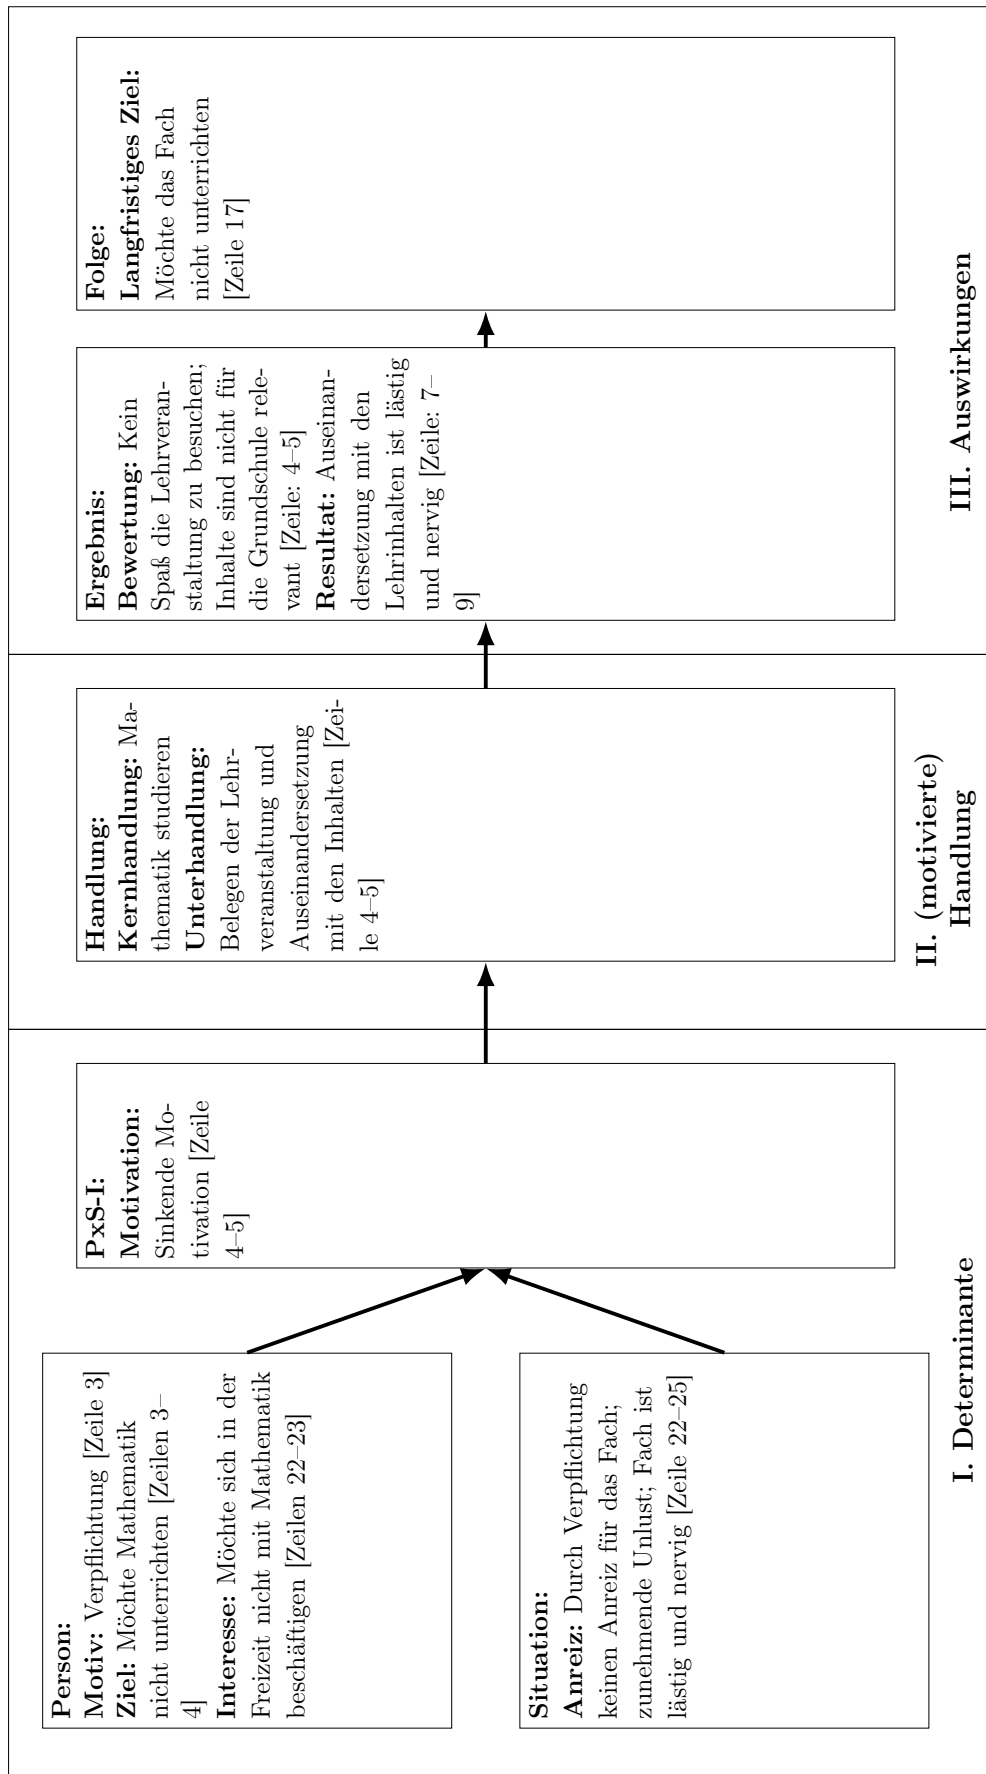 Person:
Motiv: Verpflichtung [Zeile 3]
Ziel: Möchte Mathematik
nicht unterrichten [Zeilen 3–
4]
Interesse: Möchte sich in der
Freizeit nicht mit Mathematik
beschäftigen [Zeilen 22–23]
Situation:
Anreiz: Durch Verpflichtung
keinen Anreiz für das Fach;
zunehmende Unlust; Fach ist
lästig und nervig [Zeile 22–25]
PxS-I:
Motivation:
Sinkende Mo-
tivation [Zeile
4–5]
I. Determinante
Handlung:
Kernhandlung: Ma-
thematik studieren
Unterhandlung:
Belegen der Lehr-
veranstaltung und
Auseinandersetzung
mit den Inhalten [Zei-
le 4–5]
II. (motivierte)
Handlung
Ergebnis:
Bewertung: Kein
Spaß die Lehrveran-
staltung zu besuchen;
Inhalte sind nicht für
die Grundschule rele-
vant [Zeile: 4–5]
Resultat: Auseinan-
dersetzung mit den
Lehrinhalten ist lästig
und nervig [Zeile: 7–
9]
Folge:
Langfristiges Ziel:
Möchte das Fach
nicht unterrichten
[Zeile 17]
III. Auswirkungen